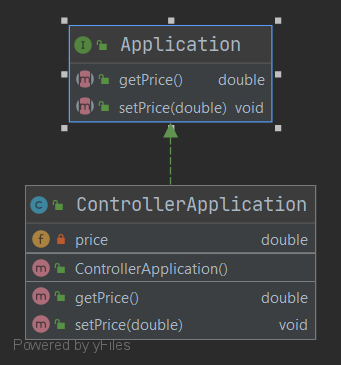 I Application
m getPrice() double
m setPrice(double) void
C ControllerApplication
f price double
m ControllerApplication()
m getPrice() double
m setPrice(double) void
Powered by yFiles